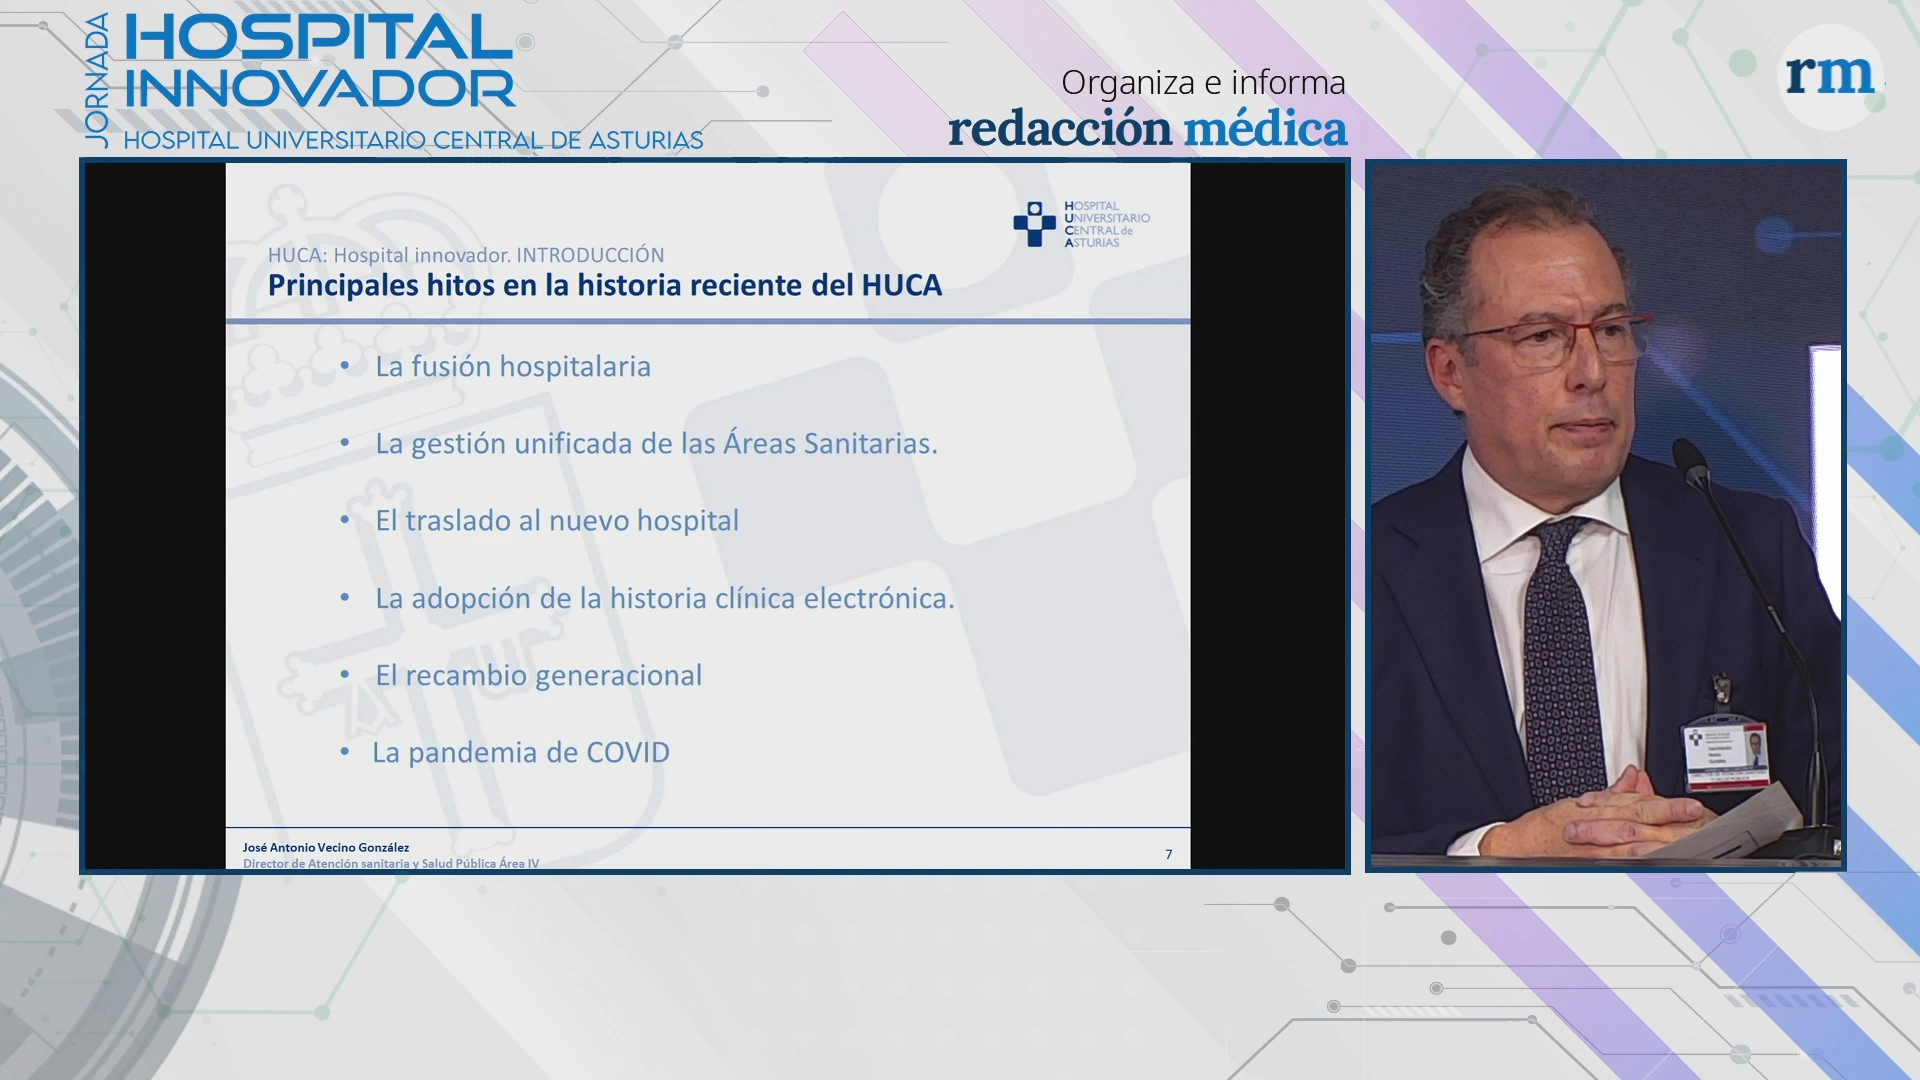 JORNADA
HOSPITAL
INNOVADOR
HOSPITAL UNIVERSITARIO CENTRAL DE ASTURIAS
Organiza e informa
redacción médica
rm
HOSPITAL
UNIVERSITARIO
CENTRAL de
ASTURIAS
HUCA: Hospital innovador. INTRODUCCIÓN
Principales hitos en la historia reciente del HUCA
• La fusión hospitalaria
• La gestión unificada de las Áreas Sanitarias.
• El traslado al nuevo hospital
• La adopción de la historia clínica electrónica.
• El recambio generacional
• La pandemia de COVID
José Antonio Vecino González
Director de Atención sanitaria y Salud Pública Área IV
7